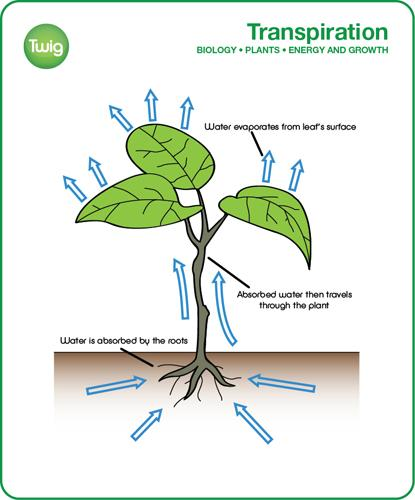 Twig
Transpiration
BIOLOGY • PLANTS • ENERGY AND GROWTH
Water evaporates from leaf's surface
Absorbed water then travels
through the plant
Water is absorbed by the roots